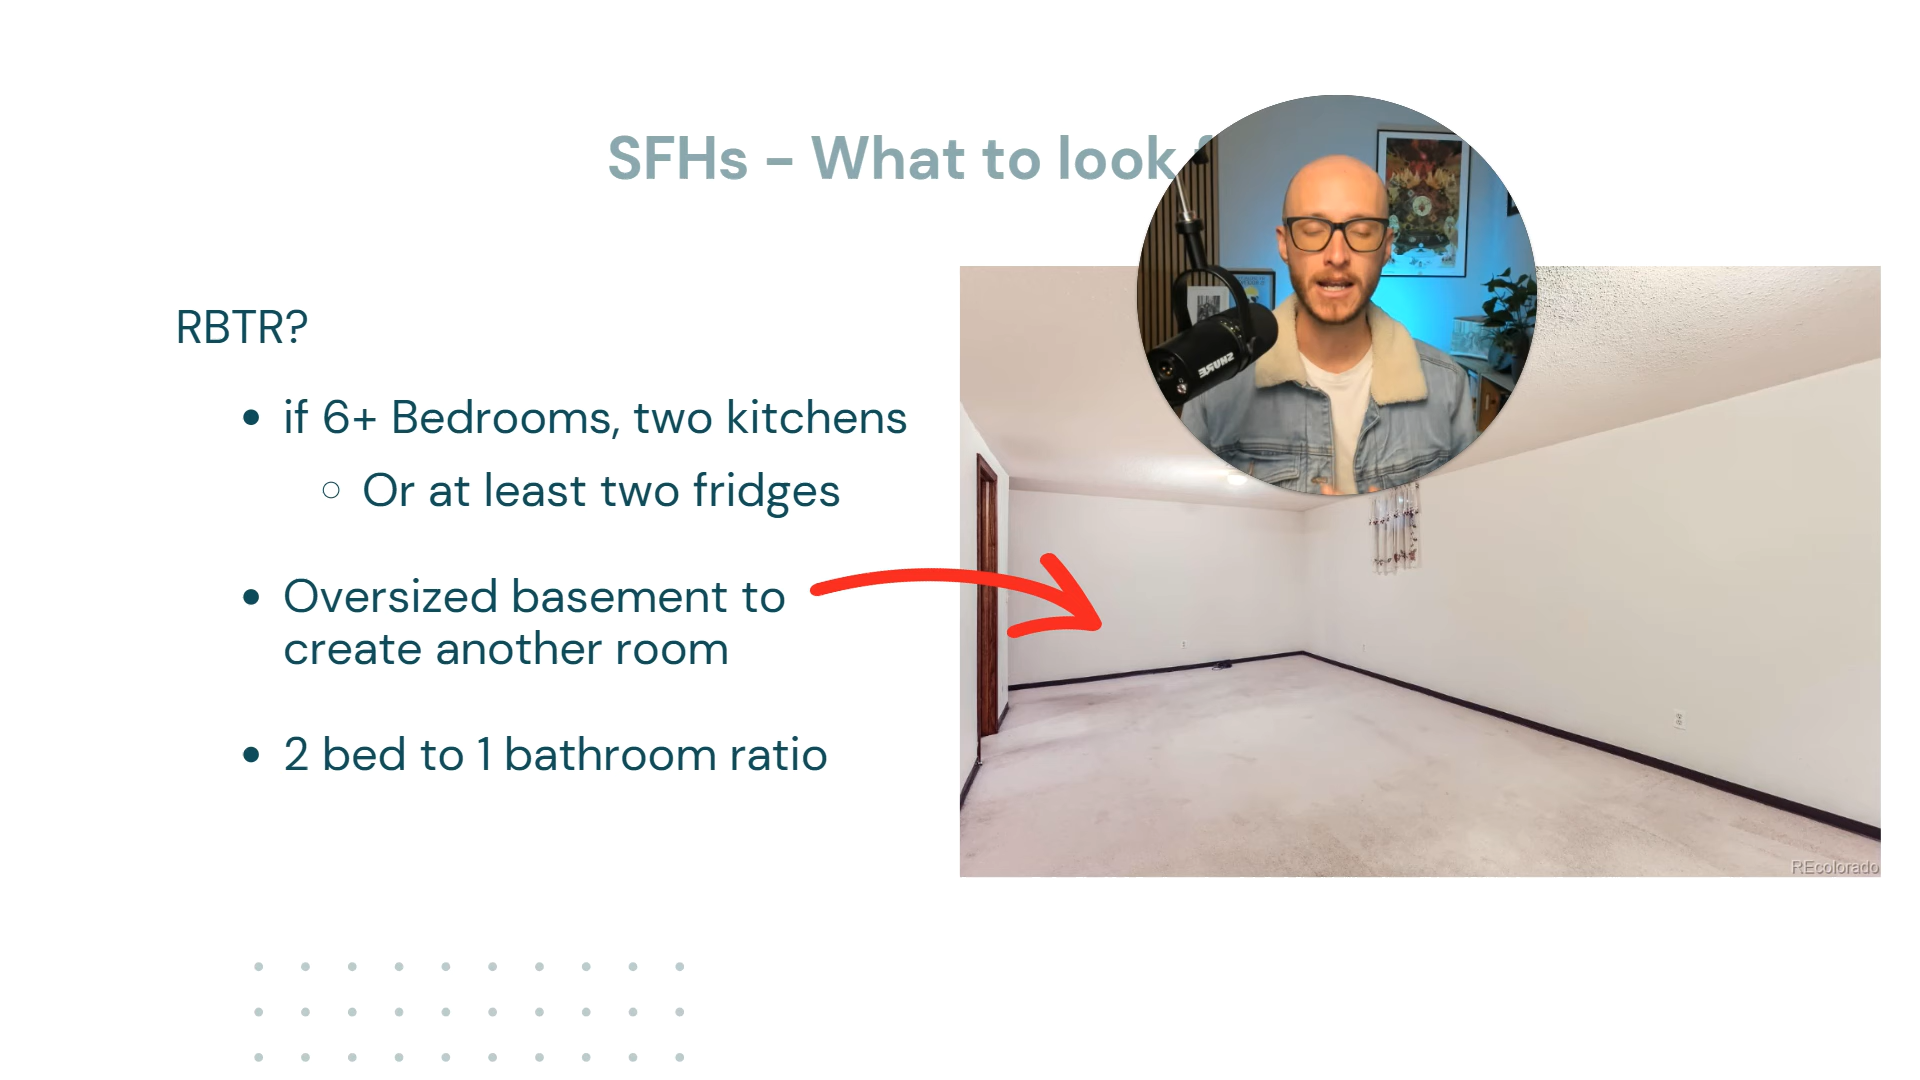 SFHs - What to look
RBTR?
if 6+ Bedrooms, two kitchens
Or at least two fridges
Oversized basement to
create another room
2 bed to 1 bathroom ratio
SHURE
REcolorado